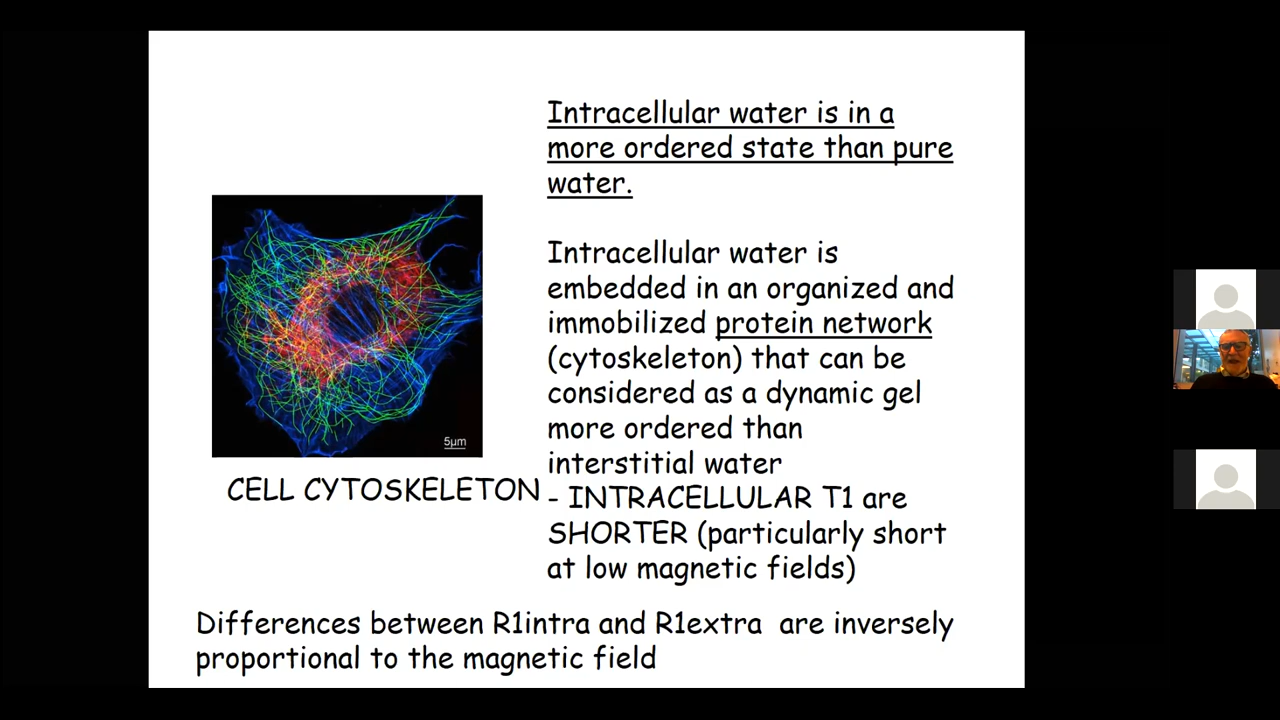 Intracellular water is in a
more ordered state than pure
water.
Intracellular water is
embedded in an organized and
immobilized protein network
(cytoskeleton) that can be
considered as a dynamic gel
more ordered than
interstitial water
- INTRACELLULAR T1 are
SHORTER (particularly short
at low magnetic fields)
5µm
CELL CYTOSKELETON
Differences between R1intra and R1extra are inversely
proportional to the magnetic field